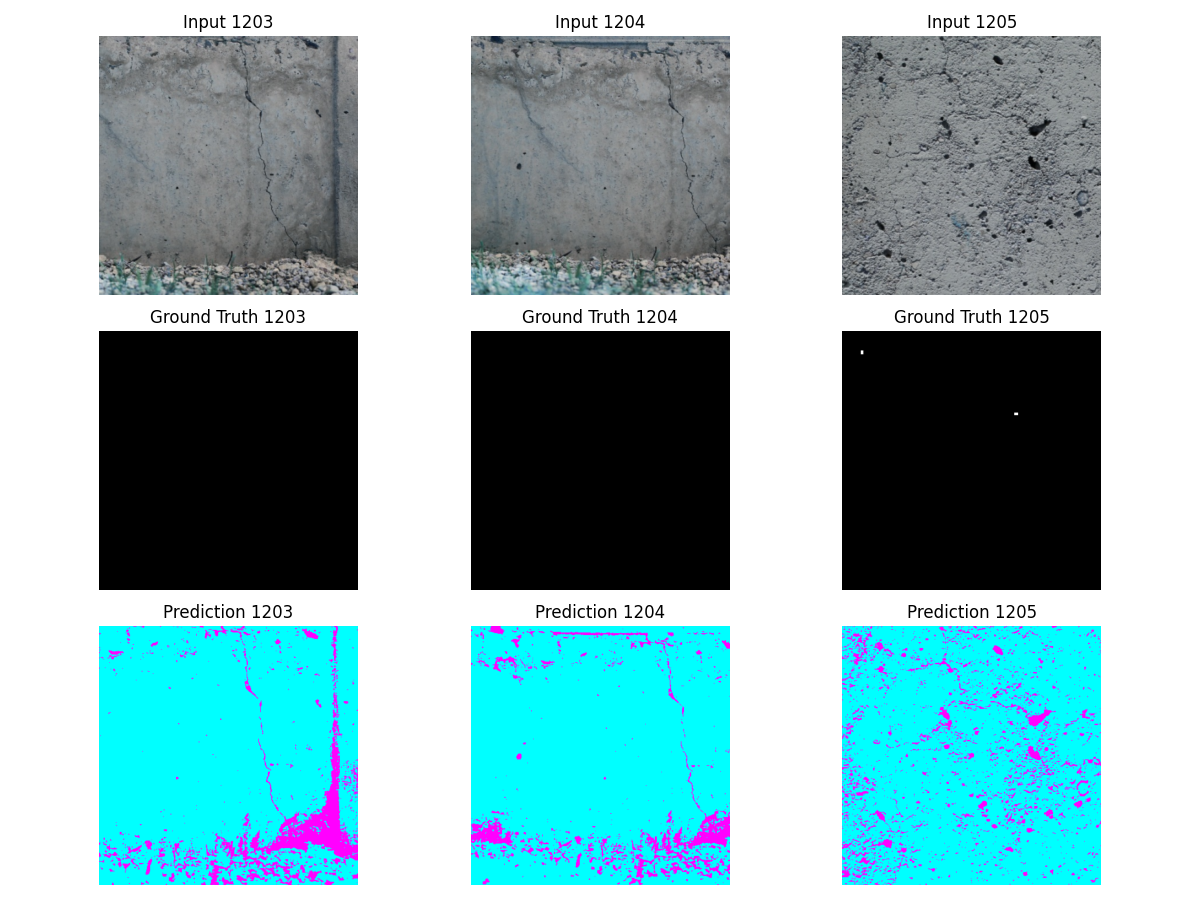 Input 1203
Input 1204
Input 1205
Ground Truth 1203
Ground Truth 1204
Ground Truth 1205
Prediction 1203
Prediction 1204
Prediction 1205